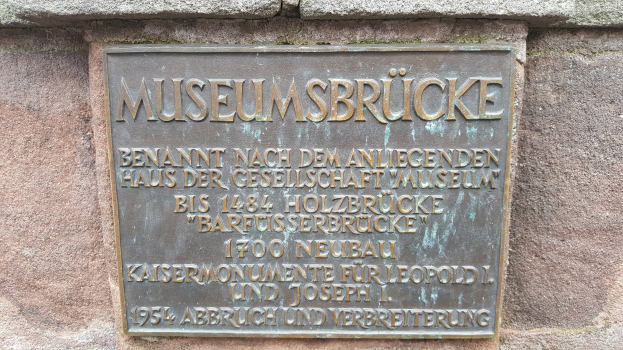 MUSEUMSBRÜCKE
BENANNT NACH DEM ANLIEGENDEN
HAUS DER GESELLSCHAFT "MUSEUM"
BIS 1484 HOLZBRÜCKE
"BARFÜSSERBRÜCKE"
1700 NEUBAU
KAISERMONUMENTE FÜR LEOPOLD I.
UND JOSEPH I.
1954 ABBRUCH UND VERBREITERUNG